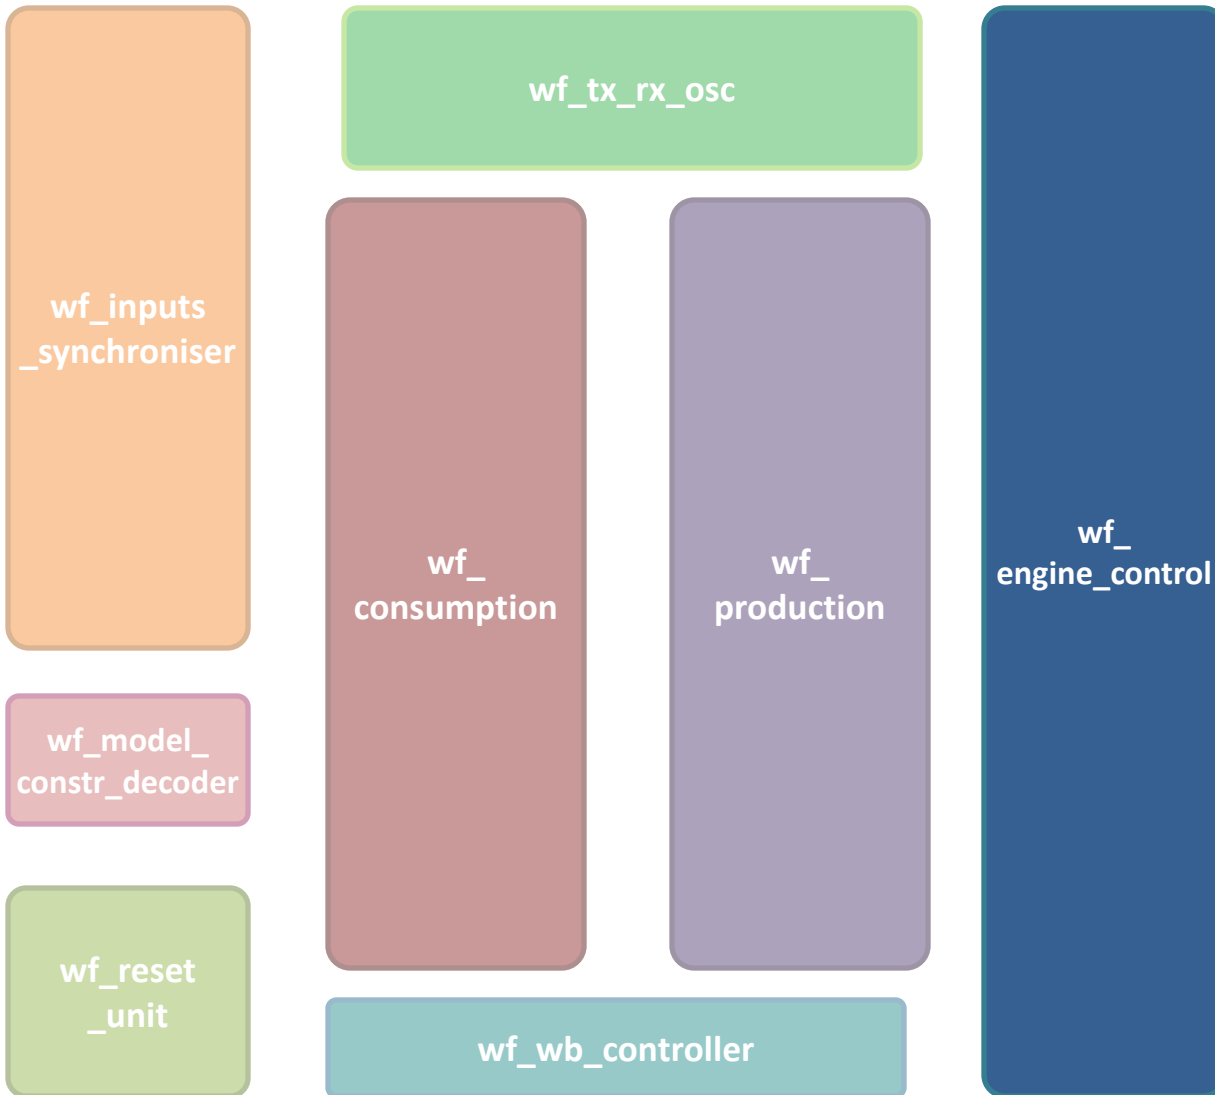 wf_tx_rx_osc
wf_inputs
_synchroniser
wf_
consumption
wf_
production
wf_
engine_control
wf_model_
constr_decoder
wf_reset
_unit
wf_wb_controller